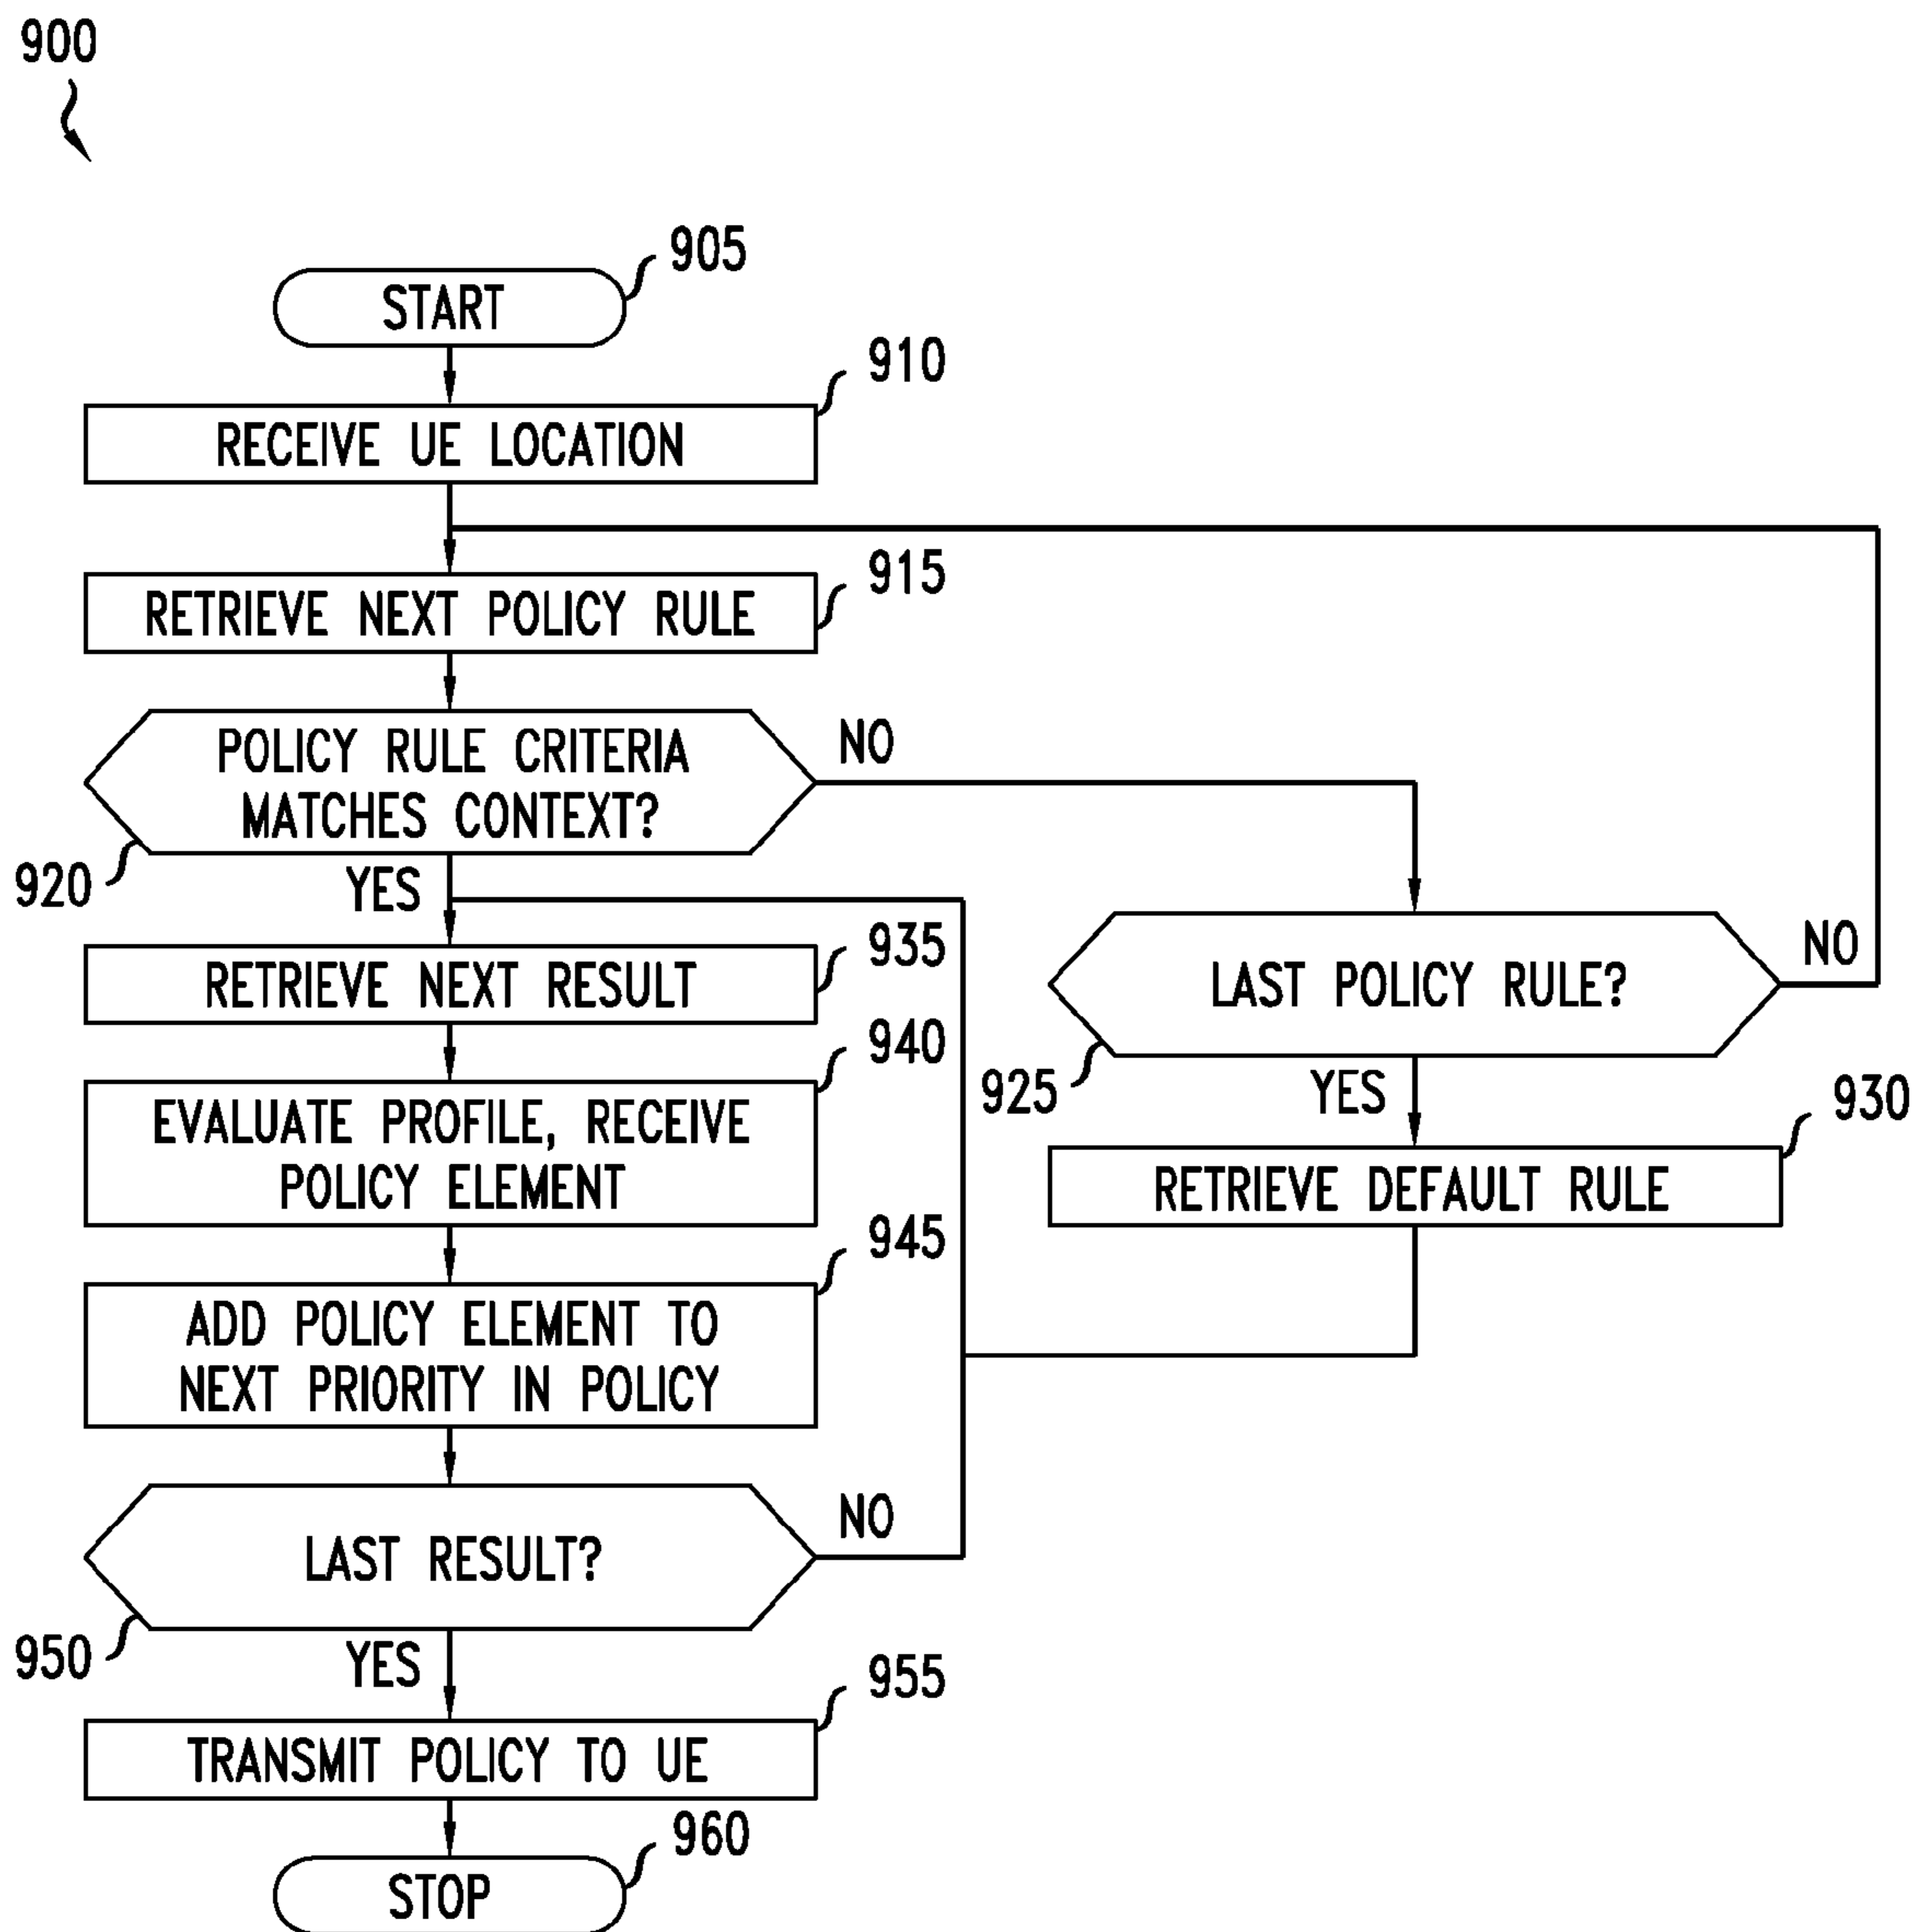 900
START
905
RECEIVE UE LOCATION
910
RETRIEVE NEXT POLICY RULE
915
POLICY RULE CRITERIA
MATCHES CONTEXT?
920
NO
YES
LAST POLICY RULE?
925
NO
YES
RETRIEVE DEFAULT RULE
930
RETRIEVE NEXT RESULT
935
EVALUATE PROFILE, RECEIVE
POLICY ELEMENT
940
ADD POLICY ELEMENT TO
NEXT PRIORITY IN POLICY
945
LAST RESULT?
950
NO
YES
TRANSMIT POLICY TO UE
955
STOP
960